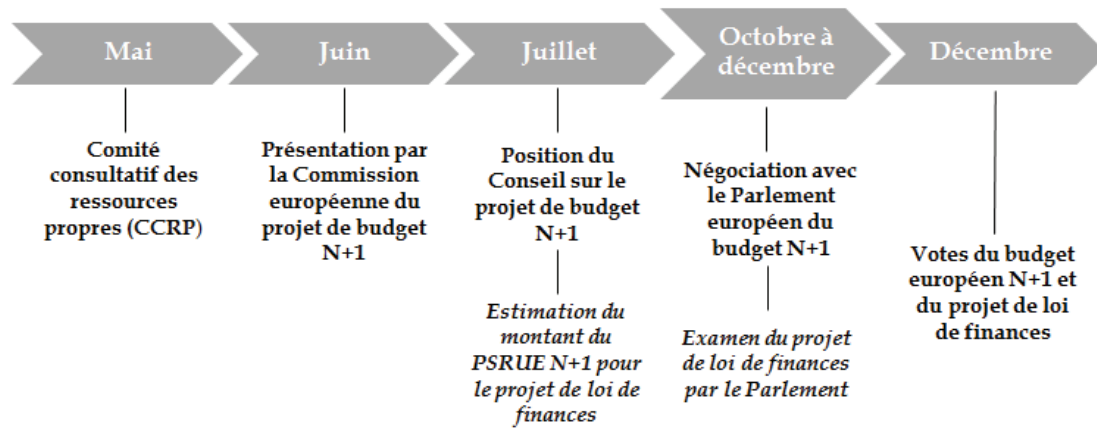 Mai
Juin
Juillet
Octobre à
décembre
Décembre
Comité
consultatif des
ressources
propres (CCRP)
Présentation par
la Commission
européenne du
projet de budget
N+1
Position du
Conseil sur le
projet de budget
N+1
Estimation du
montant du
PSRUE N+1 pour
le projet de loi de
finances
Négociation avec
le Parlement
européen du
budget N+1
Examen du projet
de loi de finances
par le Parlement
Votes du budget
européen N+1 et
du projet de loi
de finances